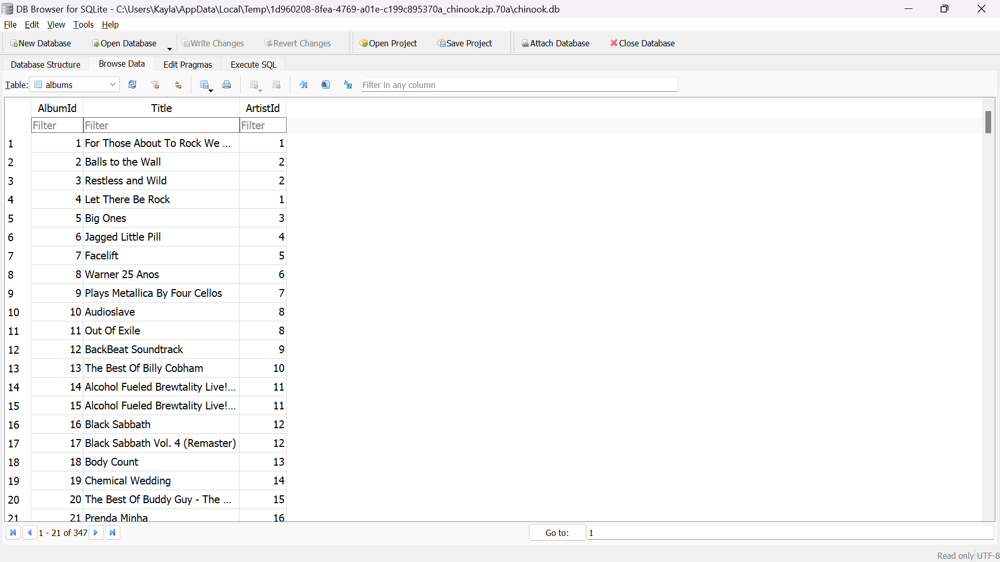 DB Browser for SQLite - C:\Users\Kayla\AppData\Local\Temp\1d960208-8fea-4769-a01e-c199c895370a_chinook.zip.70a\chinook.db
File Edit View Tools Help
New Database Open Database Write Changes Revert Changes Open Project Save Project Attach Database Close Database
Database Structure Browse Data Edit Pragmas Execute SQL
Table: albums Filter in any column
AlbumId Title ArtistId
Filter Filter Filter
1 1 For Those About To Rock We ... 1
2 2 Balls to the Wall 2
3 3 Restless and Wild 2
4 4 Let There Be Rock 1
5 5 Big Ones 3
6 6 Jagged Little Pill 4
7 7 Facelift 5
8 8 Warner 25 Anos 6
9 9 Plays Metallica By Four Cellos 7
10 10 Audioslave 8
11 11 Out Of Exile 8
12 12 BackBeat Soundtrack 9
13 13 The Best Of Billy Cobham 10
14 14 Alcohol Fueled Brewtality Live!... 11
15 15 Alcohol Fueled Brewtality Live!... 11
16 16 Black Sabbath 12
17 17 Black Sabbath Vol. 4 (Remaster) 12
18 18 Body Count 13
19 19 Chemical Wedding 14
20 20 The Best Of Buddy Guy - The ... 15
21 21 Prenda Minha 16
1 - 21 of 347 Go to: 1
Read only UTF-8